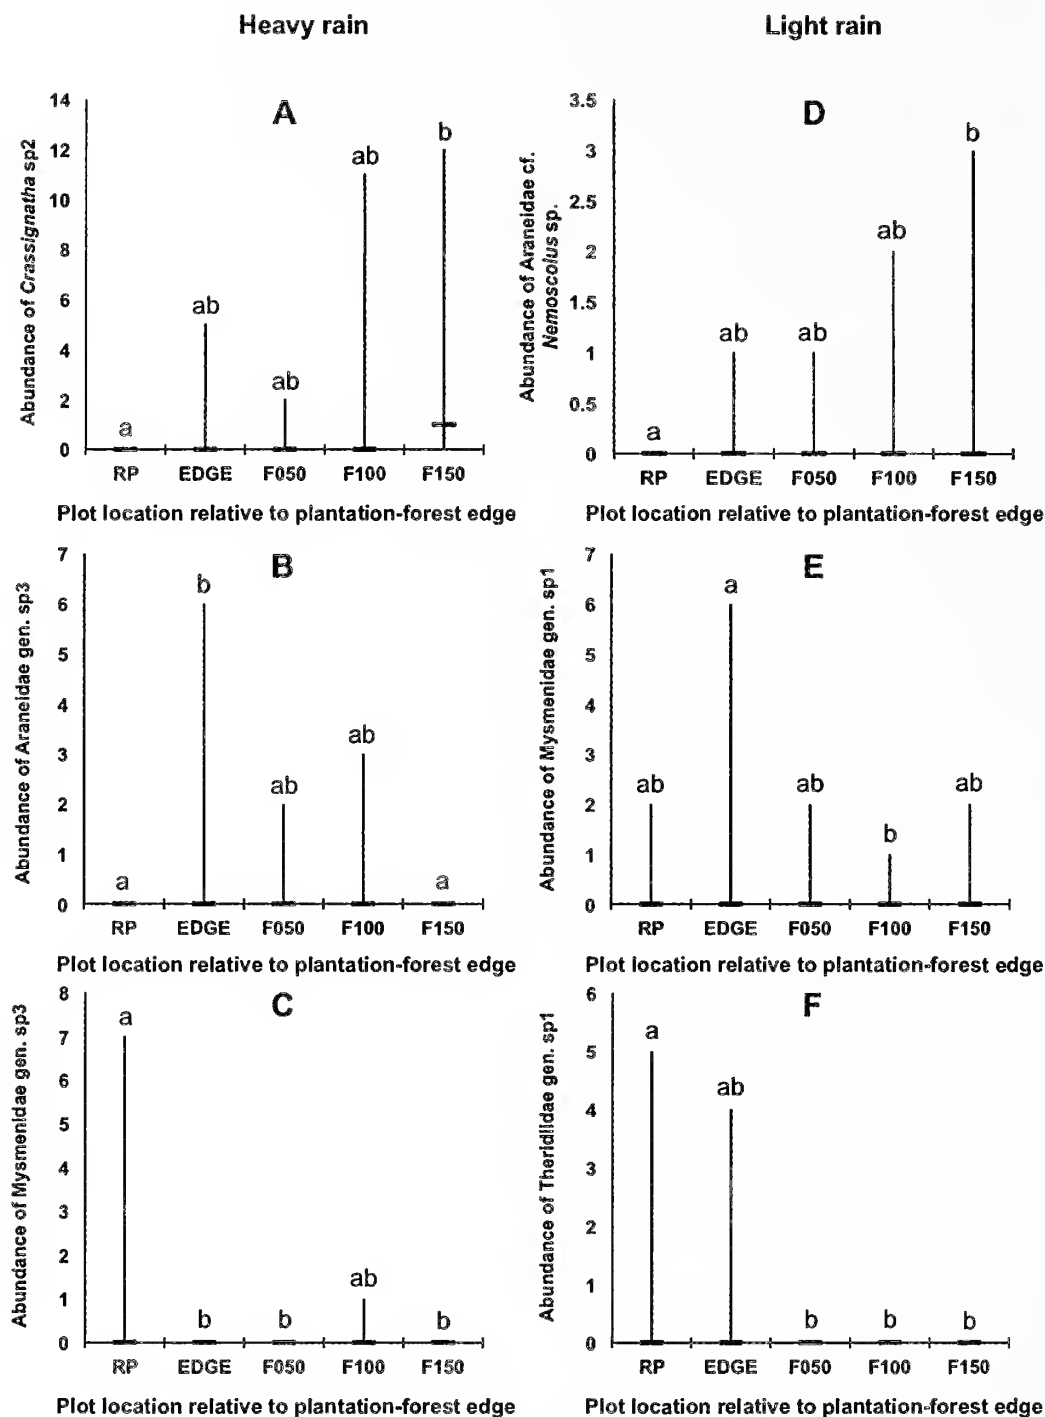 Heavy rain
Light rain
A
Abundance of Crassignatha sp2
14
12
10
8
6
4
2
0
a
ab
ab
ab
b
RP EDGE F050 F100 F150
Plot location relative to plantation-forest edge
D
Abundance of Araneidae cf.
Nemoscolus sp.
3.5
3
2.5
2
1.5
1
0.5
0
a
ab
ab
ab
b
RP EDGE F050 F100 F150
Plot location relative to plantation-forest edge
B
Abundance of Araneidae gen. sp3
7
6
5
4
3
2
1
0
a
b
ab
ab
a
RP EDGE F050 F100 F150
Plot location relative to plantation-forest edge
E
Abundance of Mysmenidae gen. sp1
7
6
5
4
3
2
1
0
ab
a
ab
b
ab
RP EDGE F050 F100 F150
Plot location relative to plantation-forest edge
C
Abundance of Mysmenidae gen. sp3
8
7
6
5
4
3
2
1
0
a
b
b
ab
b
RP EDGE F050 F100 F150
Plot location relative to plantation-forest edge
F
Abundance of Theridiidae gen. sp1
6
5
4
3
2
1
0
a
ab
b
b
b
RP EDGE F050 F100 F150
Plot location relative to plantation-forest edge